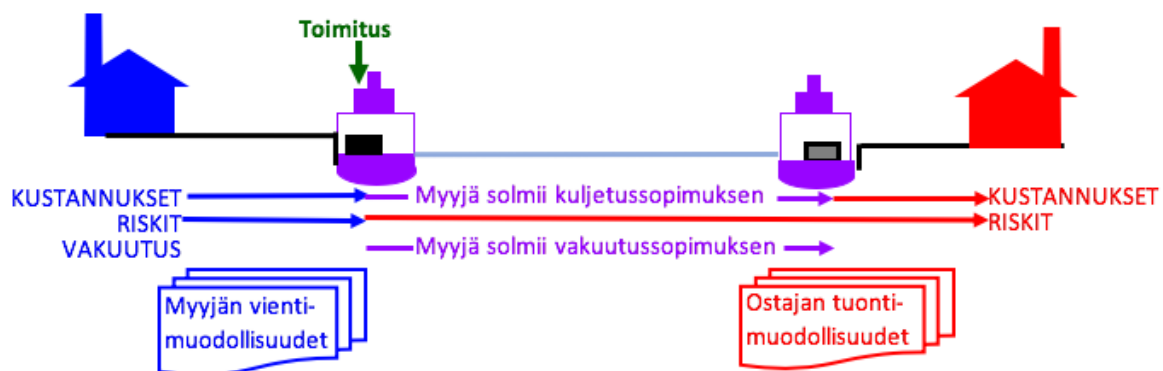 Toimitus
KUSTANNUKSET Myyjä solmii kuljetussopimuksen KUSTANNUKSET
RISKIT RISKIT
VAKUUTUS Myyjä solmii vakuutussopimuksen
Myyjän vienti-
muodollisuudet
Ostajan tuonti-
muodollisuudet